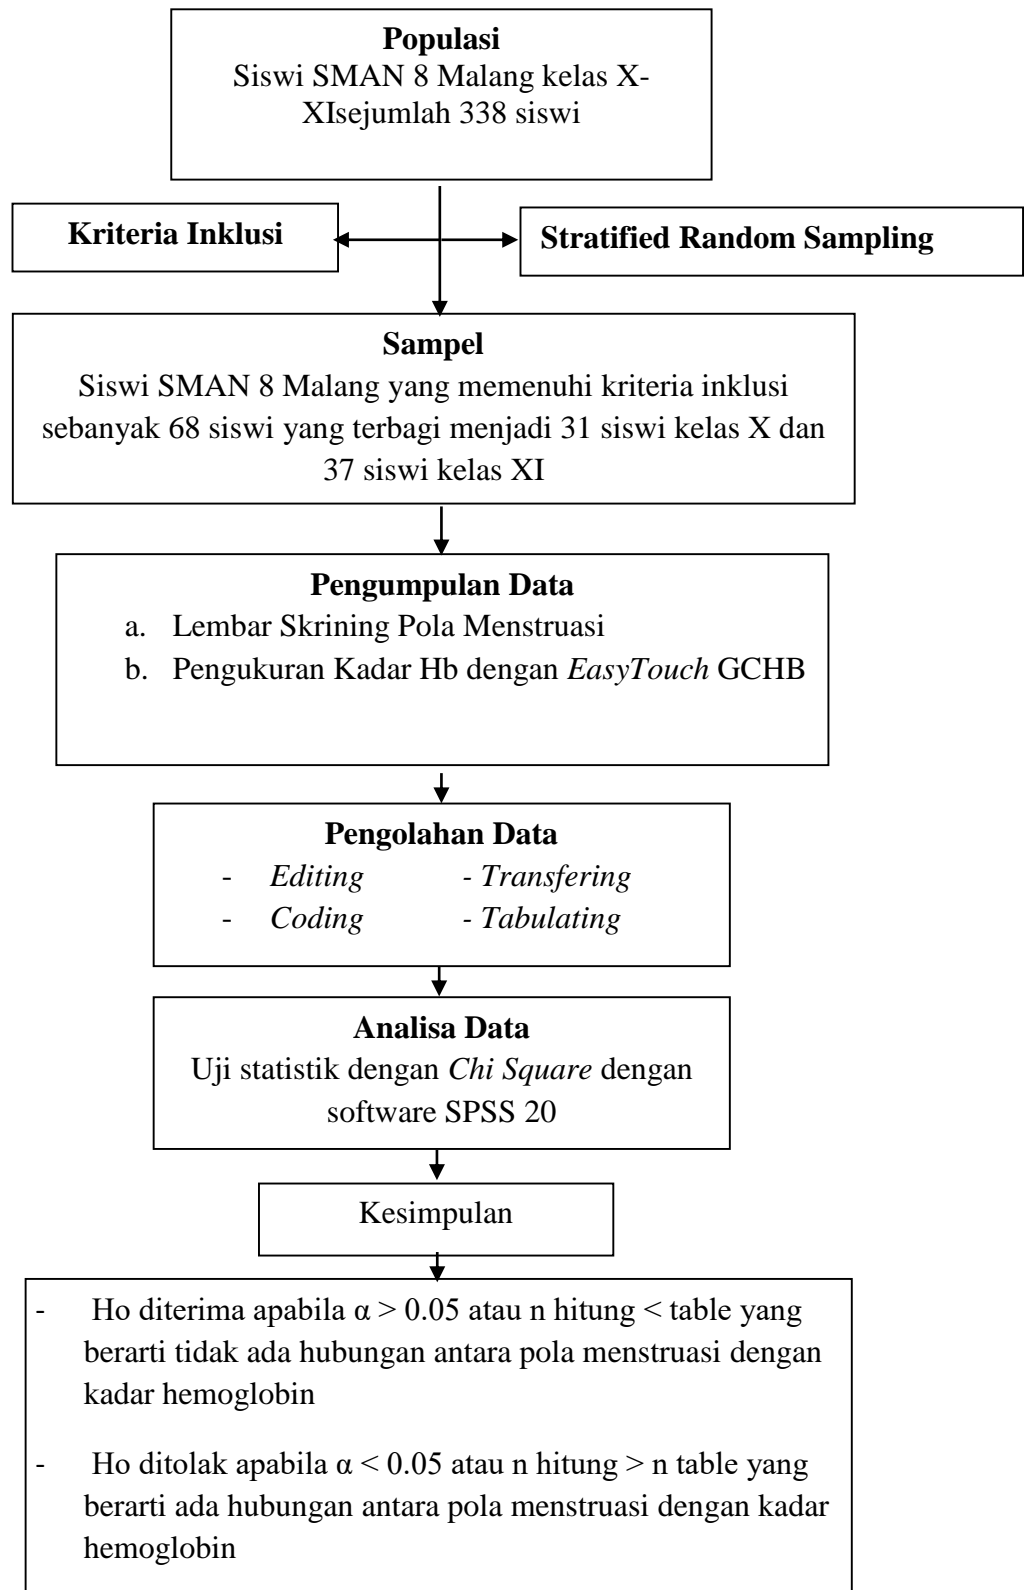 Populasi
Siswi SMAN 8 Malang kelas X-
XIsejumlah 338 siswi
Kriteria Inklusi
Stratified Random Sampling
Sampel
Siswi SMAN 8 Malang yang memenuhi kriteria inklusi
sebanyak 68 siswi yang terbagi menjadi 31 siswi kelas X dan
37 siswi kelas XI
Pengumpulan Data
a. Lembar Skrining Pola Menstruasi
b. Pengukuran Kadar Hb dengan EasyTouch GCHB
Pengolahan Data
- Editing - Transfering
- Coding - Tabulating
Analisa Data
Uji statistik dengan Chi Square dengan
software SPSS 20
Kesimpulan
- Ho diterima apabila α > 0.05 atau n hitung < table yang
berarti tidak ada hubungan antara pola menstruasi dengan
kadar hemoglobin
- Ho ditolak apabila α < 0.05 atau n hitung > n table yang
berarti ada hubungan antara pola menstruasi dengan kadar
hemoglobin